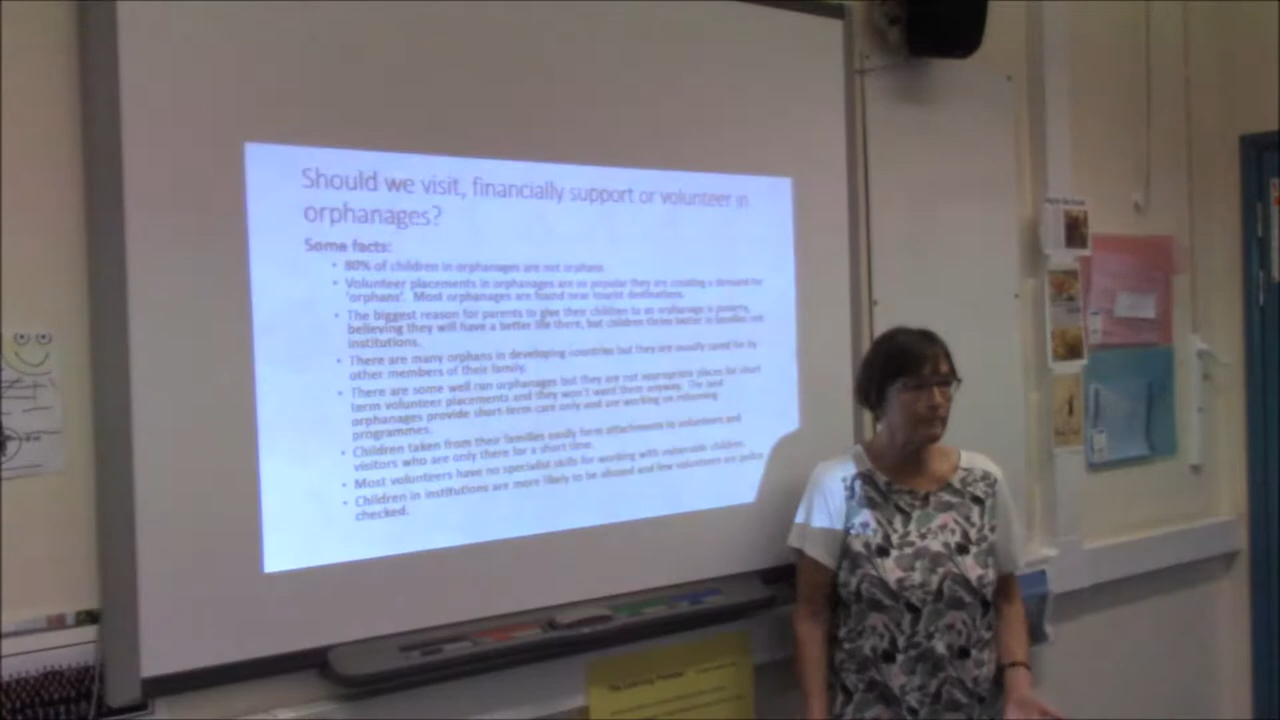 Should we visit, financially support or volunteer in
orphanages?
Some facts:
• 80% of children in orphanages are not orphans
• Volunteer placements in orphanages are so popular they are creating a demand for
'orphans'. Most orphanages are found near tourist destinations.
• The biggest reason for parents to give their children to an orphanage is poverty,
believing they will have a better life there, but children thrive better in families not
institutions.
• There are many orphans in developing countries but they are usually cared for by
other members of their family.
• There are some well run orphanages but they are not appropriate places for short
term volunteer placements and they won't want them anyway. The best
orphanages provide short-term care only and are working on rehoming
programmes.
• Children taken from their families easily form attachments to volunteers and
visitors who are only there for a short time.
• Most volunteers have no specialist skills for working with vulnerable children.
• Children in institutions are more likely to be abused and few volunteers are police
checked.